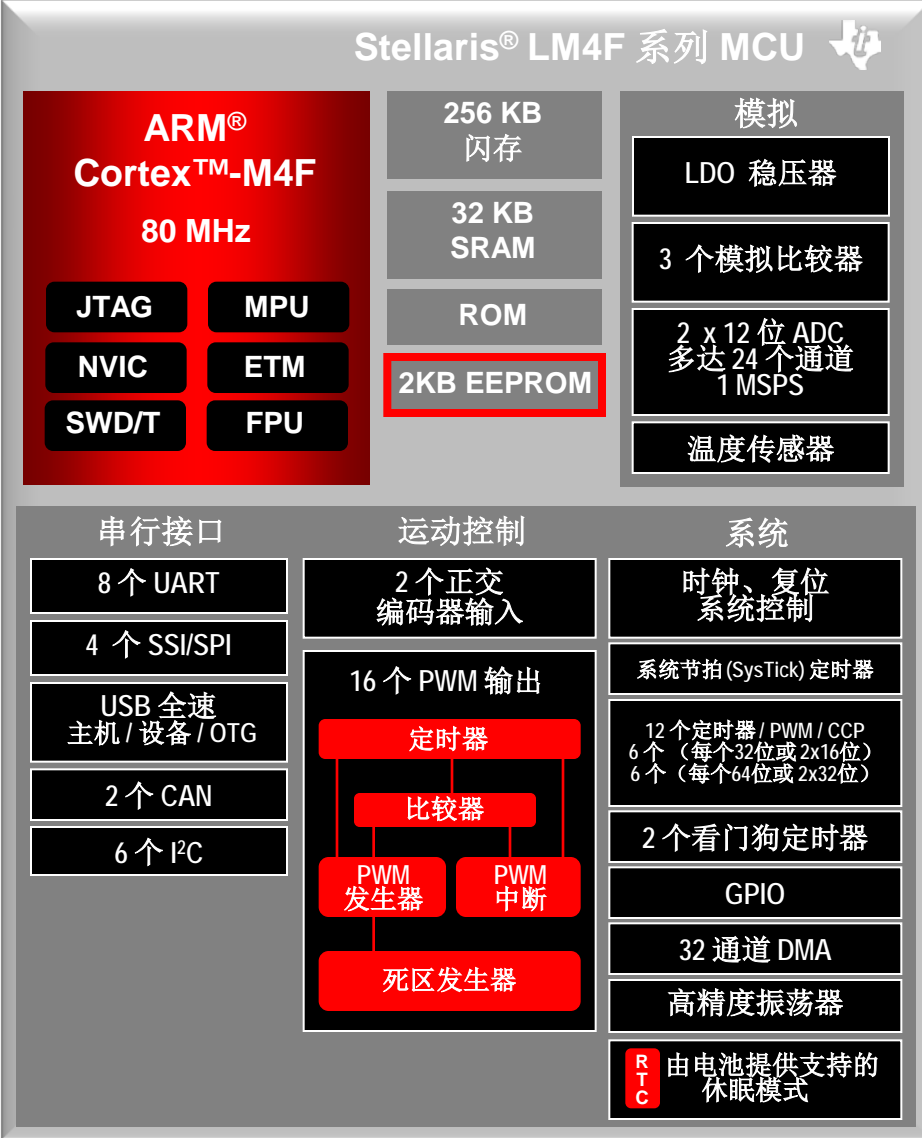 Stellaris® LM4F 系列 MCU
ARM®
Cortex™-M4F
80 MHz
JTAG
MPU
NVIC
ETM
SWD/T
FPU
256 KB
闪存
32 KB
SRAM
ROM
2KB EEPROM
模拟
LDO 稳压器
3 个模拟比较器
2 x 12 位 ADC
多达 24 个通道
1 MSPS
温度传感器
串行接口
8 个 UART
4 个 SSI/SPI
USB 全速
主机 / 设备 / OTG
2 个 CAN
6 个 I²C
运动控制
2 个正交
编码器输入
16 个 PWM 输出
定时器
比较器
PWM
发生器
PWM
中断
死区发生器
系统
时钟、复位
系统控制
系统节拍 (SysTick) 定时器
12 个定时器 / PWM / CCP
6 个（每个32位或 2x16位）
6 个（每个64位或 2x32位）
2 个看门狗定时器
GPIO
32 通道 DMA
高精度振荡器
RTC
由电池提供支持的
休眠模式